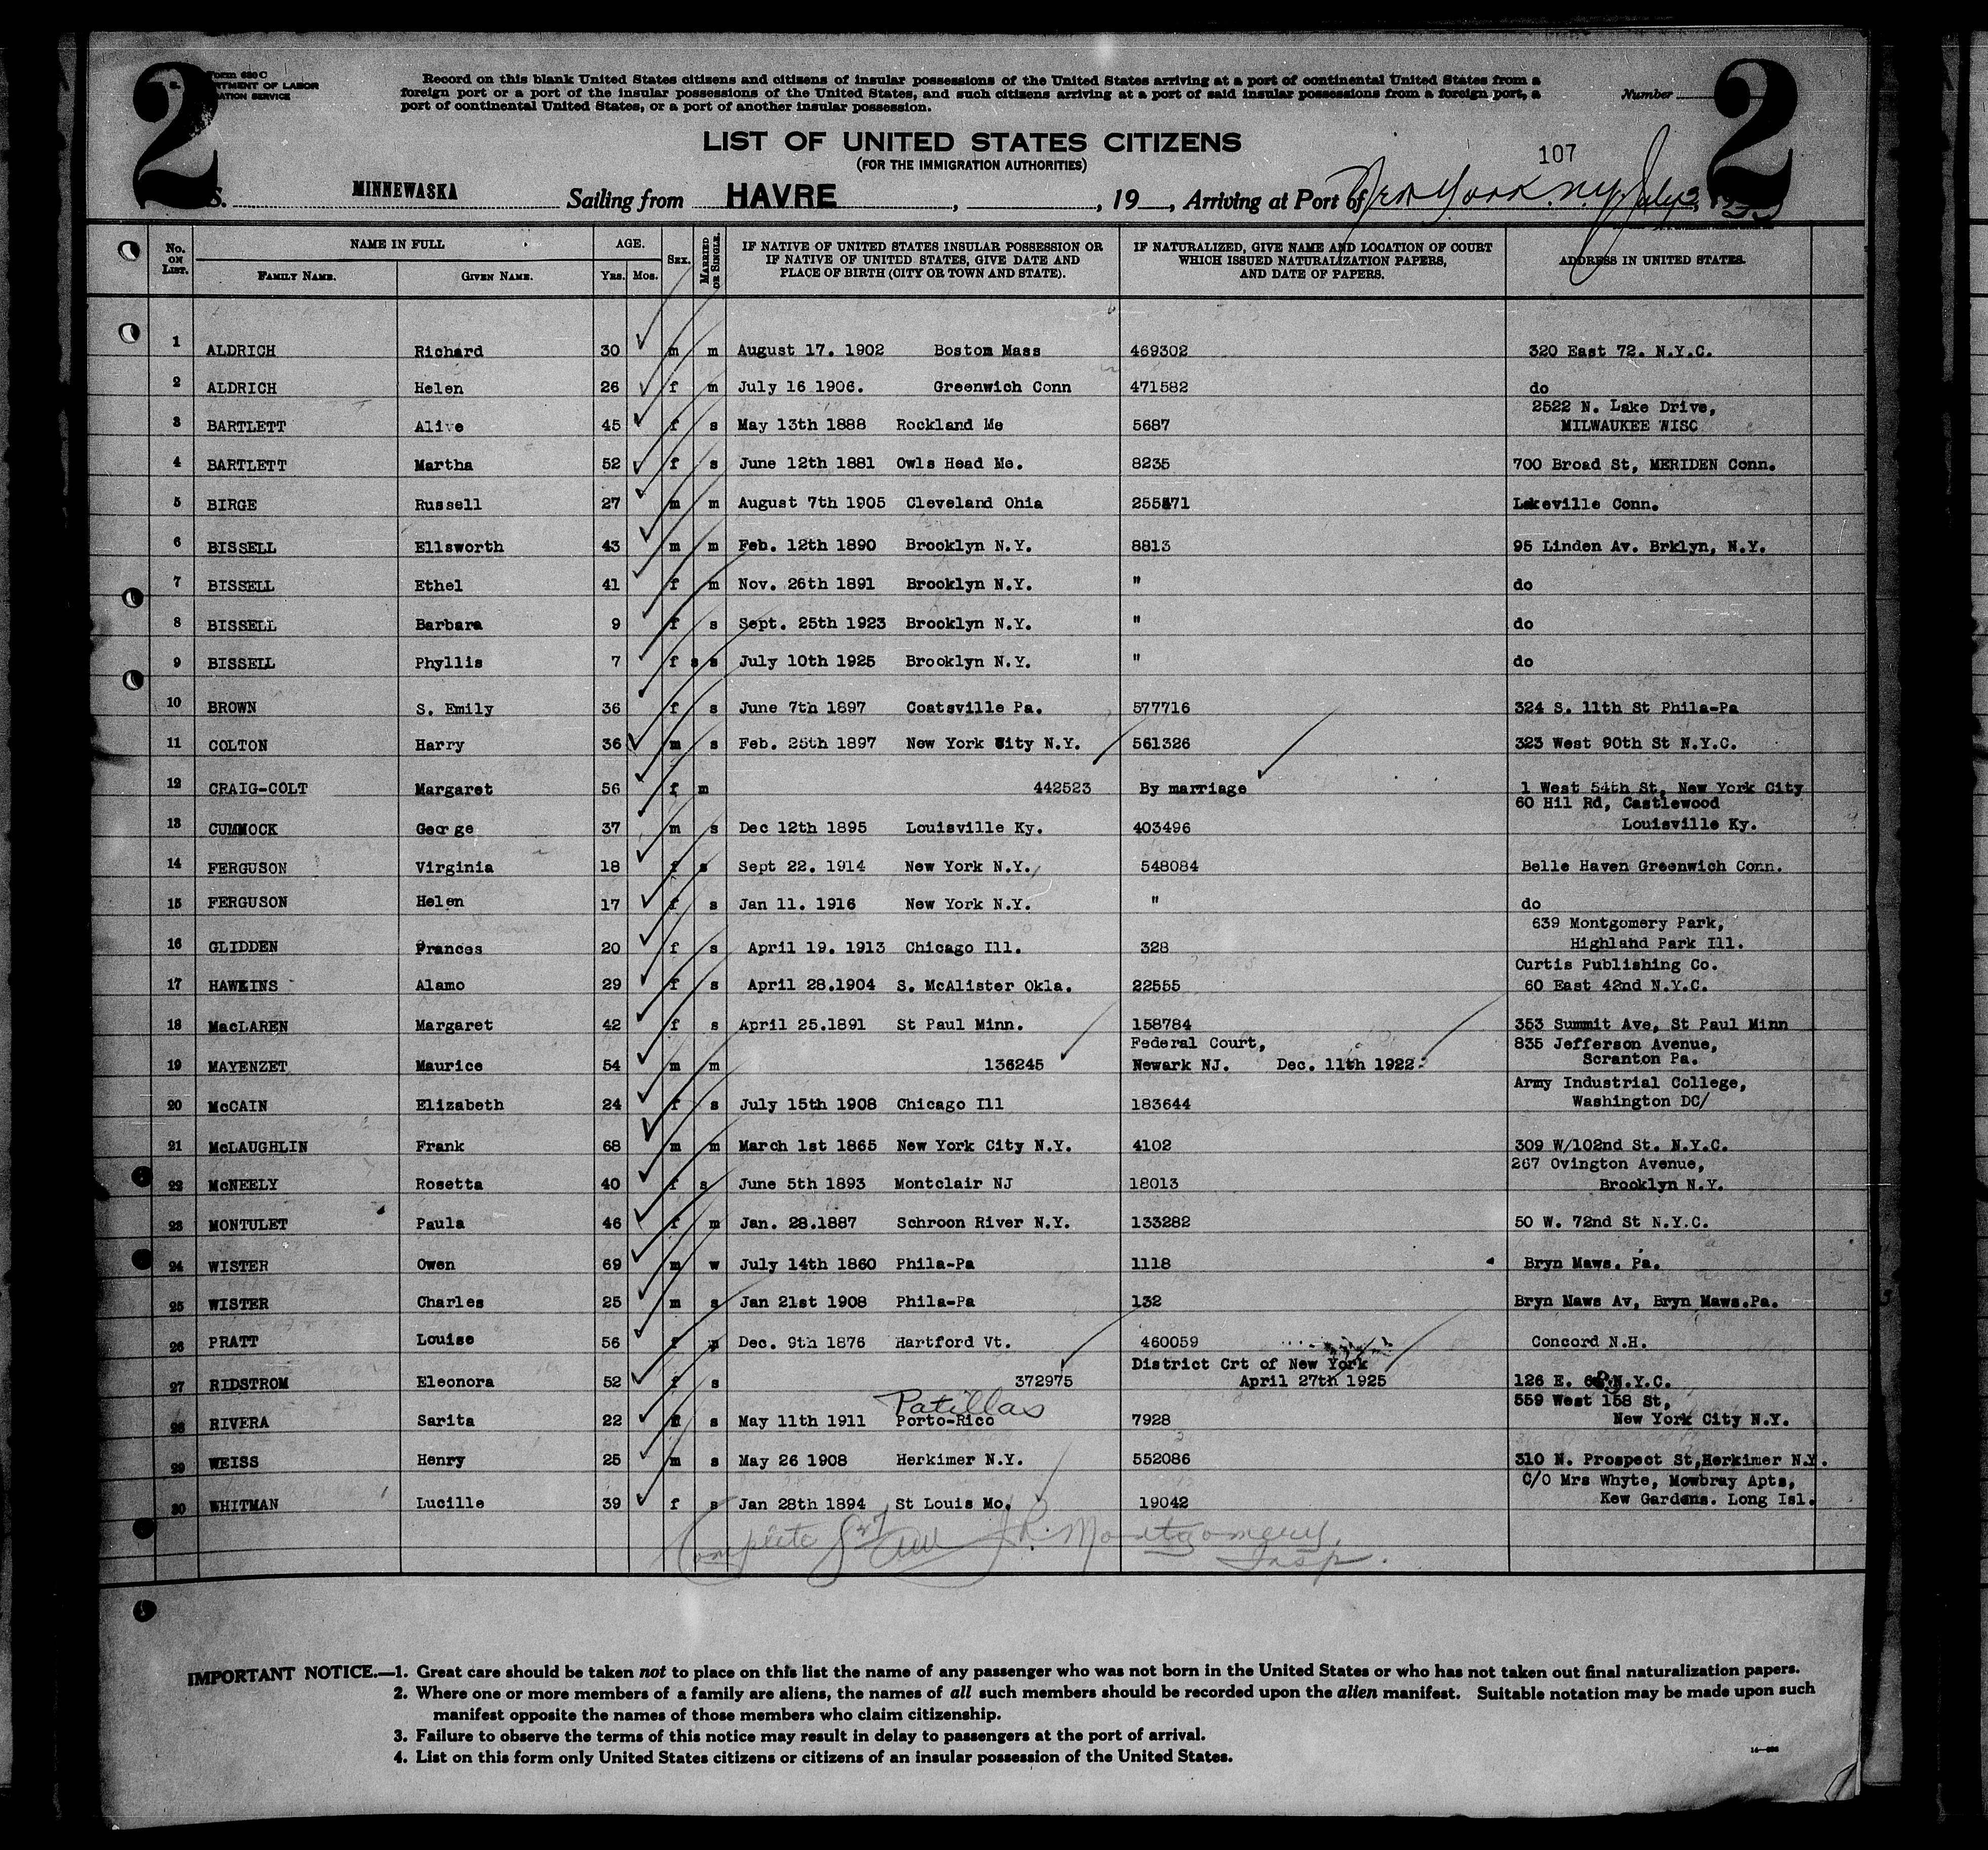 2
2
Form 630 C
RTMENT OF LABOR
RATION SERVICE
Record on this blank United States citizens and citizens of insular possessions of the United States arriving at a port of continental United States from a
foreign port or a port of the insular possessions of the United States, and such citizens arriving at a port of said insular possessions from a foreign port, a
port of continental United States, or a port of another insular possession.
Number
LIST OF UNITED STATES CITIZENS
(FOR THE IMMIGRATION AUTHORITIES)
107
S. MINNEWASKA Sailing from HAVRE , , 19 , Arriving at Port of New York. N.Y. July 3, 1933
No. ON LIST. NAME IN FULL AGE. SEX. MARRIED OR SINGLE. IF NATIVE OF UNITED STATES INSULAR POSSESSION OR IF NATIVE OF UNITED STATES, GIVE DATE AND PLACE OF BIRTH (CITY OR TOWN AND STATE). IF NATURALIZED, GIVE NAME AND LOCATION OF COURT WHICH ISSUED NATURALIZATION PAPERS, AND DATE OF PAPERS. ADDRESS IN UNITED STATES.
FAMILY NAME. GIVEN NAME. YRS. MOS.
1 ALDRICH Richard 30 m m August 17. 1902 Boston Mass 469302 320 East 72. N.Y.C.
2 ALDRICH Helen 26 f m July 16 1906. Greenwich Conn 471582 do
2522 N. Lake Drive,
3 BARTLETT Alive 45 f s May 13th 1888 Rockland Me 5687 MILWAUKEE WISC
4 BARTLETT Martha 52 f s June 12th 1881 Owls Head Me. 8235 700 Broad St, MERIDEN Conn.
5 BIRGE Russell 27 m m August 7th 1905 Cleveland Ohia 255471 Lakeville Conn.
6 BISSELL Ellsworth 43 m m Feb. 12th 1890 Brooklyn N.Y. 8813 95 Linden Av. Brklyn, N.Y.
7 BISSELL Ethel 41 f m Nov. 26th 1891 Brooklyn N.Y. " do
8 BISSELL Barbara 9 f s Sept. 25th 1923 Brooklyn N.Y. " do
9 BISSELL Phyllis 7 f s s July 10th 1925 Brooklyn N.Y. " do
10 BROWN S. Emily 36 f s June 7th 1897 Coatsville Pa. 577716 324 S. 11th St Phila-Pa
11 COLTON Harry 36 m s Feb. 25th 1897 New York City N.Y. 561326 323 West 90th St N.Y.C.
12 CRAIG-COLT Margaret 56 f m 442523 By marriage 1 West 54th St, New York City
60 Hil Rd, Castlewood
13 CUMMOCK George 37 m s Dec 12th 1895 Louisville Ky. 403496 Louisville Ky.
14 FERGUSON Virginia 18 f s Sept 22. 1914 New York N.Y. 548084 Belle Haven Greenwich Conn.
15 FERGUSON Helen 17 f s Jan 11. 1916 New York N.Y. " do
639 Montgomery Park,
16 GLIDDEN Frances 20 f s April 19. 1913 Chicago Ill. 328 Highland Park Ill.
Curtis Publishing Co.
17 HAWKINS Alamo 29 f s April 28.1904 S. McAlister Okla. 22555 60 East 42nd N.Y.C.
18 MacLAREN Margaret 42 f s April 25.1891 St Paul Minn. 158784 353 Summit Ave, St Paul Minn
Federal Court, 835 Jefferson Avenue,
19 MAYENZET Maurice 54 m m 136245 Newark NJ. Dec. 11th 1922. Scranton Pa.
Army Industrial College,
20 McCAIN Elizabeth 24 f s July 15th 1908 Chicago Ill 183644 Washington DC/
21 McLAUGHLIN Frank 68 m m March 1st 1865 New York City N.Y. 4102 309 W/102nd St. N.Y.C.
267 Ovington Avenue,
22 McNEELY Rosetta 40 f s June 5th 1893 Montclair NJ 18013 Brooklyn N.Y.
23 MONTULET Paula 46 f m Jan. 28.1887 Schroon River N.Y. 133282 50 W. 72nd St N.Y.C.
24 WISTER Owen 69 m w July 14th 1860 Phila-Pa 1118 Bryn Maws. Pa.
25 WISTER Charles 25 m s Jan 21st 1908 Phila-Pa 132 Bryn Maws Av, Bryn Maws.Pa.
26 PRATT Louise 56 f m Dec. 9th 1876 Hartford Vt. 460059 Concord N.H.
District Crt of New York
27 RIDSTROM Eleonora 52 f s 372975 April 27th 1925 126 E. N.Y.C.
Patillas 559 West 158 St,
28 RIVERA Sarita 22 f s May 11th 1911 Porto-Rico 7928 New York City N.Y.
29 WEISS Henry 25 m s May 26 1908 Herkimer N.Y. 552086 310 N. Prospect St,Herkimer N.Y.
C/O Mrs Whyte, Mowbray Apts,
30 WHITMAN Lucille 39 f s Jan 28th 1894 St Louis Mo. 19042 Kew Gardens. Long Isl.
Complete J.R. Montgomery,
Insp.
IMPORTANT NOTICE.—1. Great care should be taken not to place on this list the name of any passenger who was not born in the United States or who has not taken out final naturalization papers.
2. Where one or more members of a family are aliens, the names of all such members should be recorded upon the alien manifest. Suitable notation may be made upon such
manifest opposite the names of those members who claim citizenship.
3. Failure to observe the terms of this notice may result in delay to passengers at the port of arrival.
4. List on this form only United States citizens or citizens of an insular possession of the United States.